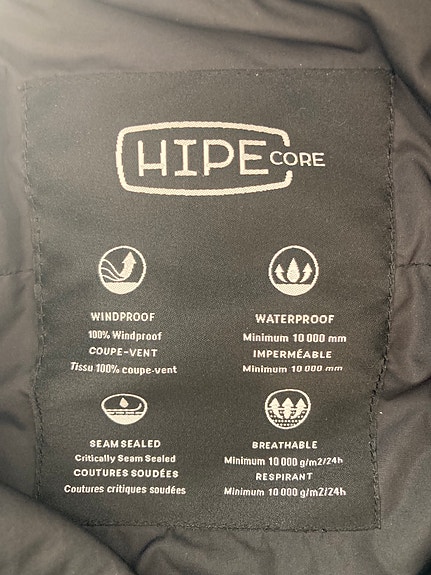 HIPE CORE
WINDPROOF
100% Windproof
COUPE-VENT
Tissu 100% coupe-vent
WATERPROOF
Minimum 10 000 mm
IMPERMÉABLE
Minimum 10 000 mm
SEAM SEALED
Critically Seam Sealed
COUTURES SOUDÉES
Coutures critiques soudées
BREATHABLE
Minimum 10 000 g/m2/24h
RESPIRANT
Minimum 10 000 g/m2/24h